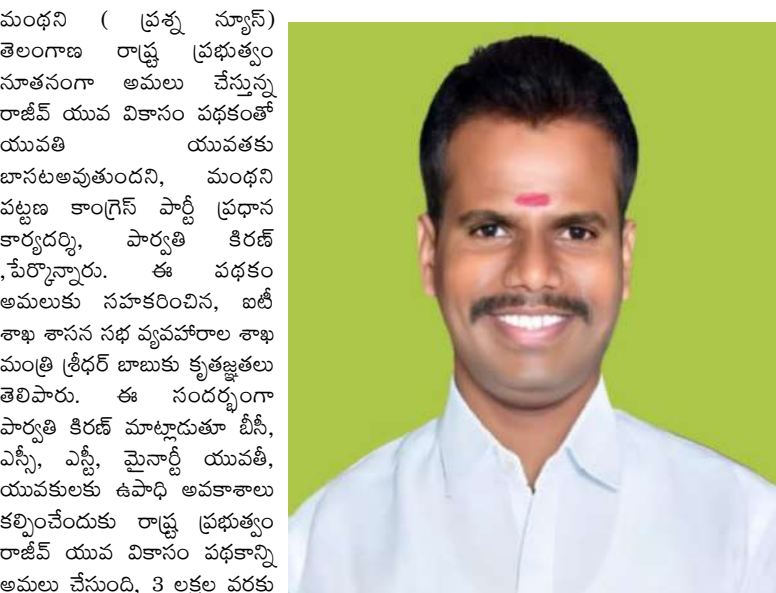 మంథని ( ప్రశ్న న్యూస్)
తెలంగాణ రాష్ట్ర ప్రభుత్వం
నూతనంగా అమలు చేస్తున్న
రాజీవ్ యువ వికాసం పథకంతో
యువతి యువతకు
బాసటఅవుతుందని, మంథని
పట్టణ కాంగ్రెస్ పార్టీ ప్రధాన
కార్యదర్శి, పార్వతి కిరణ్
,పేర్కొన్నారు. ఈ పథకం
అమలుకు సహకరించిన, ఐటీ
శాఖ శాసన సభ వ్యవహారాల శాఖ
మంత్రి శ్రీధర్ బాబుకు కృతజ్ఞతలు
తెలిపారు. ఈ సందర్భంగా
పార్వతి కిరణ్ మాట్లాడుతూ బీసీ,
ఎస్సీ, ఎస్టీ, మైనార్టీ యువతీ,
యువకులకు ఉపాధి అవకాశాలు
కల్పించేందుకు రాష్ట్ర ప్రభుత్వం
రాజీవ్ యువ వికాసం పథకాన్ని
అమలు చేస్తుంది, 3 లక్షల వరకు